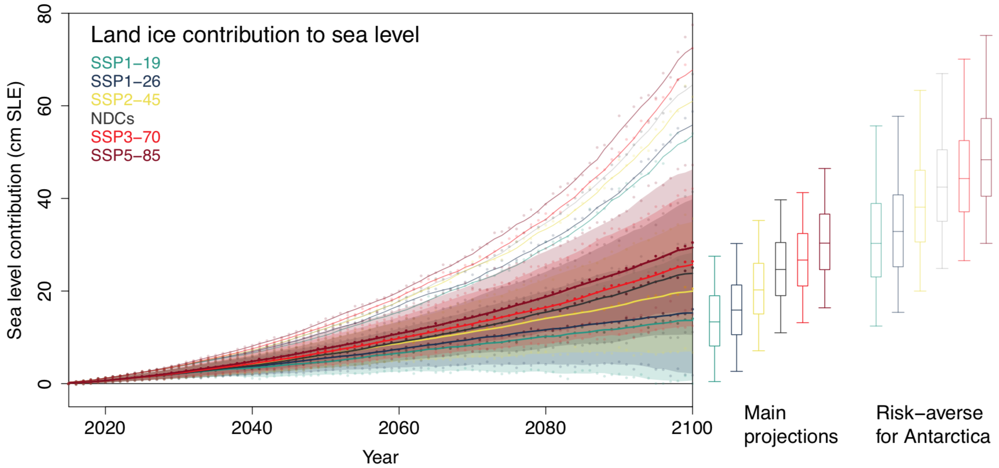 Land ice contribution to sea level
SSP1−19
SSP1−26
SSP2−45
NDCs
SSP3−70
SSP5−85
Sea level contribution (cm SLE)
80
60
40
20
0
2020
2040
2060
2080
2100
Year
Main
projections
Risk−averse
for Antarctica